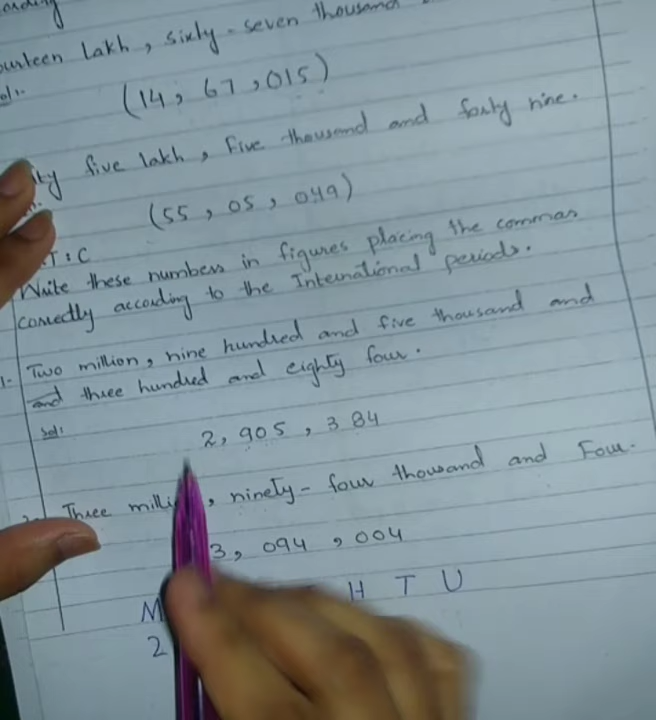 Lakh, sixty-seven thousand
(14, 67, 015)
five lakh, Five thousand and forty nine.
(55, 05, 049)
T: C
Write these numbers in figures placing the commas
correctly according to the International periods.
1- Two million, nine hundred and five thousand and
and three hundred and eighty four.
Sol:
2, 905, 384
Three , ninety-four thousand and Four.
3, 094, 004
M H T U
2